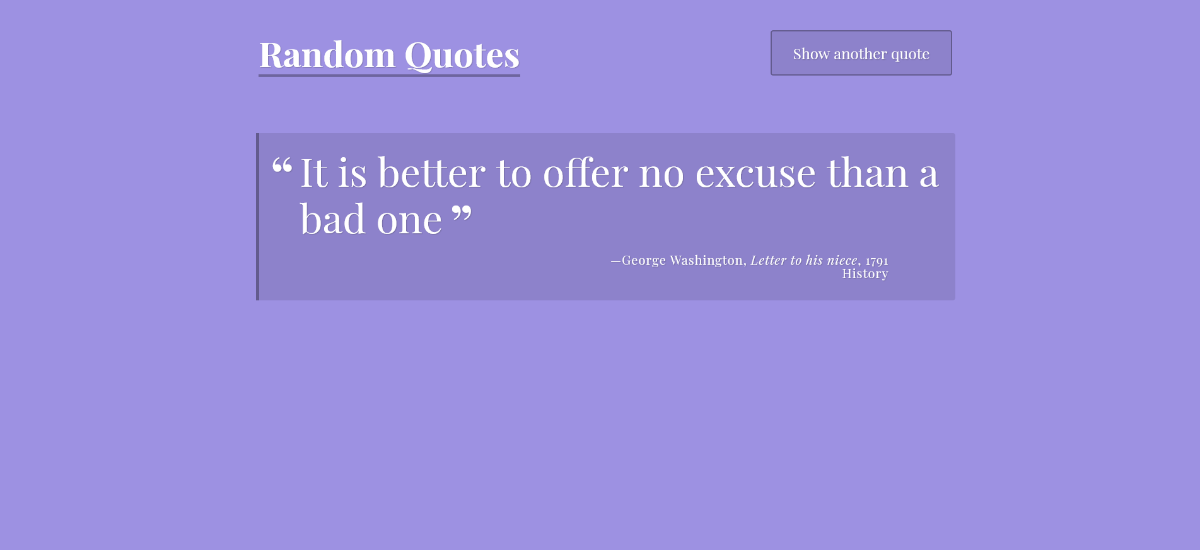 Random Quotes
Show another quote
“ It is better to offer no excuse than a
bad one ”
—George Washington, Letter to his niece, 1791
History